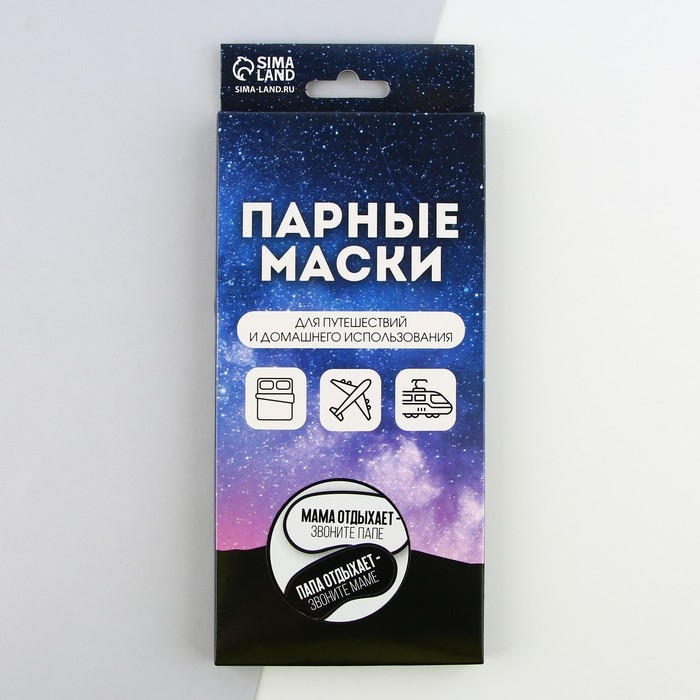 SIMA
LAND
SIMA-LAND.RU
ПАРНЫЕ
МАСКИ
ДЛЯ ПУТЕШЕСТВИЙ
И ДОМАШНЕГО ИСПОЛЬЗОВАНИЯ
МАМА ОТДЫХАЕТ -
ЗВОНИТЕ ПАПЕ
ПАПА ОТДЫХАЕТ -
ЗВОНИТЕ МАМЕ